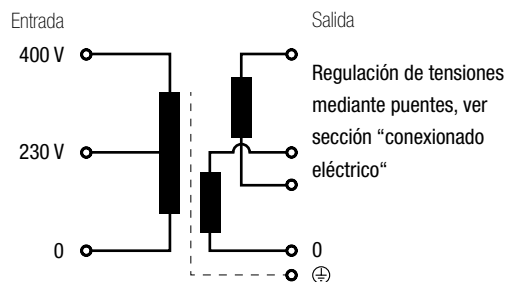 Entrada
Salida
400 V
230 V
0
Regulación de tensiones
mediante puentes, ver
sección “conexionado
eléctrico“
0